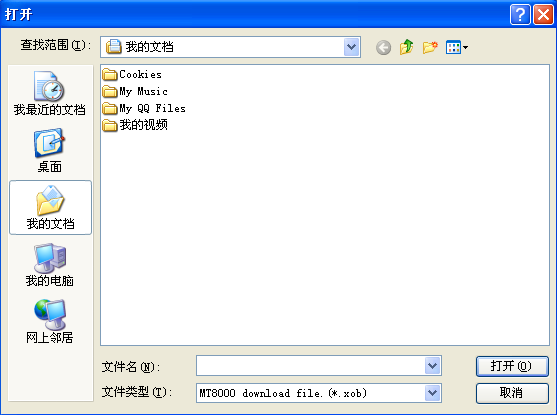 打开
查找范围(I):
我的文档
Cookies
My Music
My QQ Files
我的视频
我最近的文档
桌面
我的文档
我的电脑
网上邻居
文件名(N):
打开(O)
文件类型(T):
MT8000 download file.(*.xob)
取消